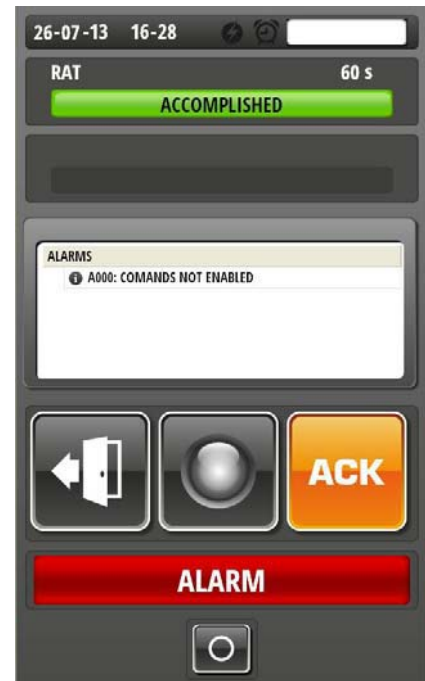 26-07-13 16-28
RAT 60 s
ACCOMPLISHED
ALARMS
A000: COMANDS NOT ENABLED
ACK
ALARM